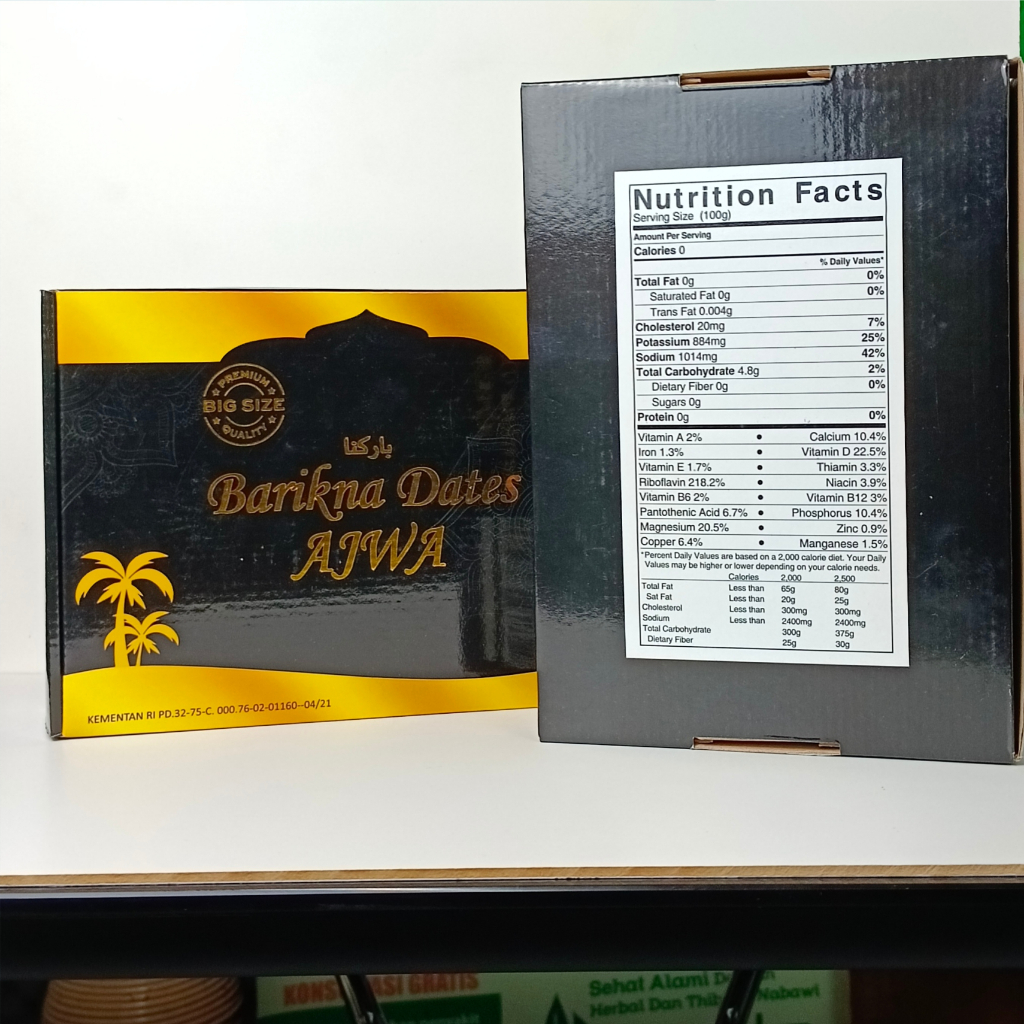 PREMIUM
BIG SIZE
QUALITY
باركنا
Barikna Dates
AJWA
KEMENTAN RI PD.32-75-C. 000.76-02-01160--04/21
Nutrition Facts
Serving Size (100g)
Amount Per Serving
Calories 0
% Daily Values*
Total Fat 0g 0%
Saturated Fat 0g 0%
Trans Fat 0.004g
Cholesterol 20mg 7%
Potassium 884mg 25%
Sodium 1014mg 42%
Total Carbohydrate 4.8g 2%
Dietary Fiber 0g 0%
Sugars 0g
Protein 0g 0%
Vitamin A 2% • Calcium 10.4%
Iron 1.3% • Vitamin D 22.5%
Vitamin E 1.7% • Thiamin 3.3%
Riboflavin 218.2% • Niacin 3.9%
Vitamin B6 2% • Vitamin B12 3%
Pantothenic Acid 6.7% • Phosphorus 10.4%
Magnesium 20.5% • Zinc 0.9%
Copper 6.4% • Manganese 1.5%
*Percent Daily Values are based on a 2,000 calorie diet. Your Daily
Values may be higher or lower depending on your calorie needs.
Calories 2,000 2,500
Total Fat Less than 65g 80g
Sat Fat Less than 20g 25g
Cholesterol Less than 300mg 300mg
Sodium Less than 2400mg 2400mg
Total Carbohydrate 300g 375g
Dietary Fiber 25g 30g
GRATIS
Sehat Alami
Herbal Dan Nabawi